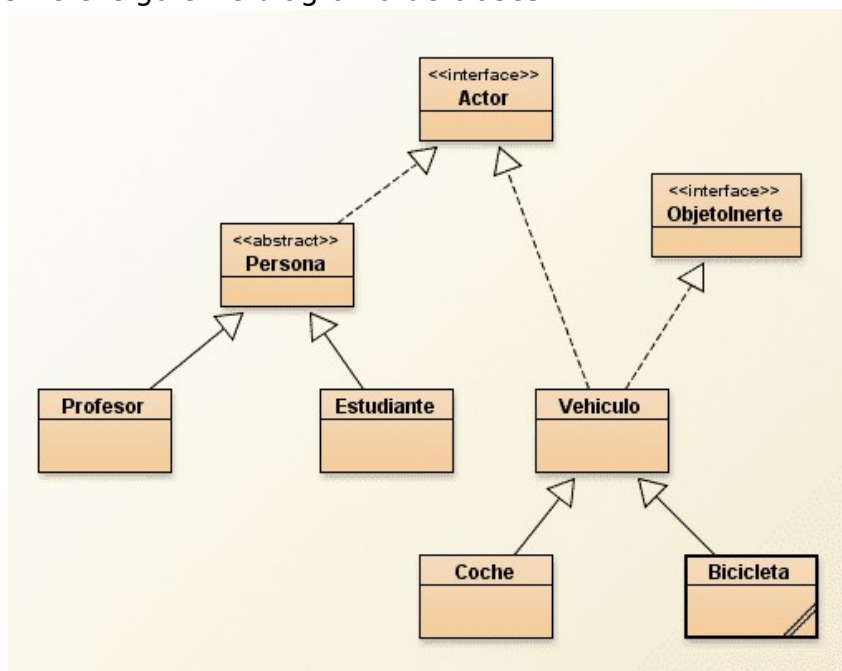 <<interface>>
Actor
<<interface>>
ObjetoInerte
<<abstract>>
Persona
Profesor
Estudiante
Vehiculo
Coche
Bicicleta